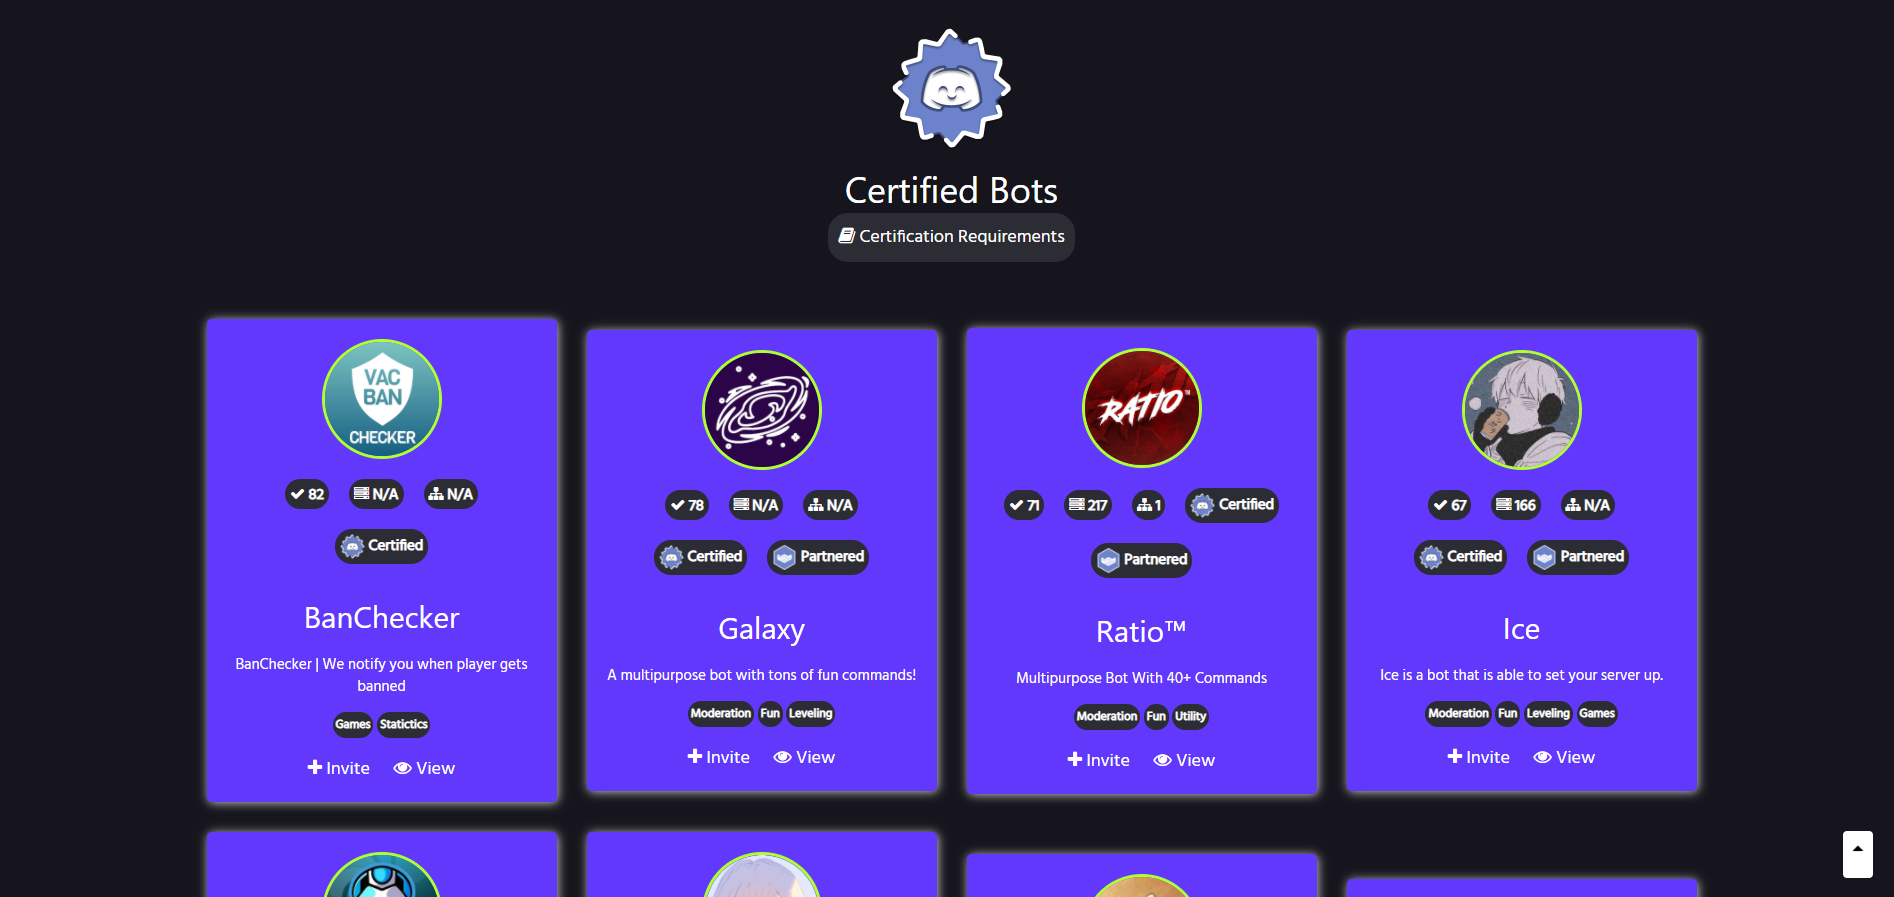 Certified Bots
Certification Requirements
VAC
BAN
CHECKER
82
N/A
N/A
Certified
BanChecker
BanChecker | We notify you when player gets
banned
Games
Statictics
Invite
View
78
N/A
N/A
Certified
Partnered
Galaxy
A multipurpose bot with tons of fun commands!
Moderation
Fun
Leveling
Invite
View
RATIO™
71
217
1
Certified
Partnered
Ratio™
Multipurpose Bot With 40+ Commands
Moderation
Fun
Utility
Invite
View
67
166
N/A
Certified
Partnered
Ice
Ice is a bot that is able to set your server up.
Moderation
Fun
Leveling
Games
Invite
View